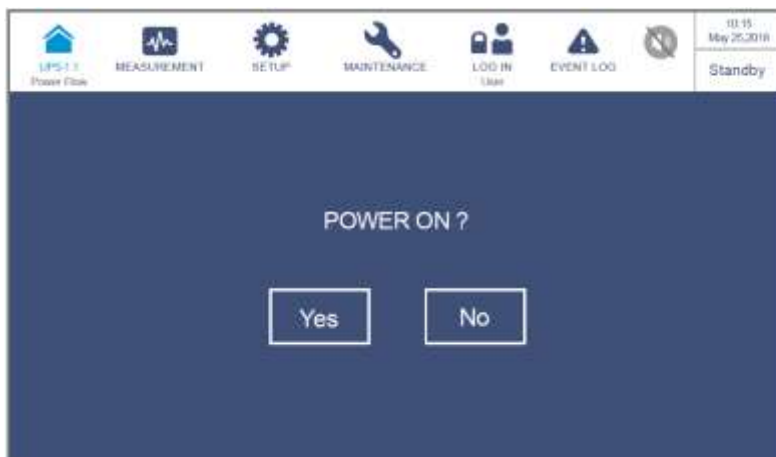 UPS-1.1
Power Flow
MEASUREMENT
SETUP
MAINTENANCE
LOG IN
User
EVENT LOG
10:15
May 25,2018
Standby
POWER ON ?
Yes
No